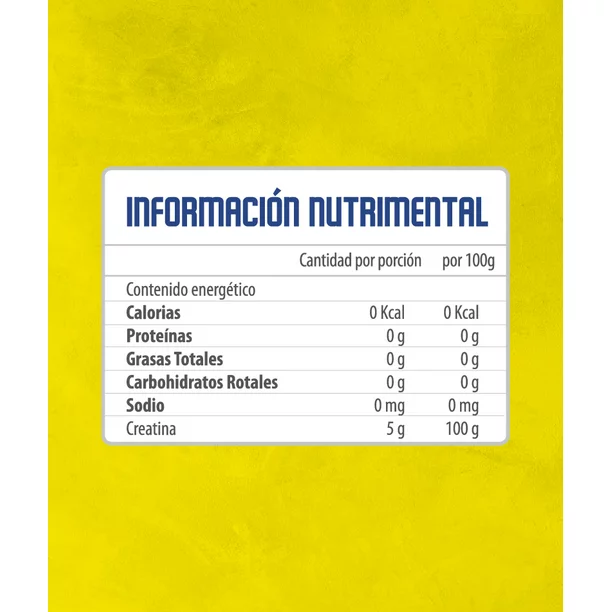 INFORMACIÓN NUTRIMENTAL
Cantidad por porción por 100g
Contenido energético
Calorias 0 Kcal 0 Kcal
Proteínas 0 g 0 g
Grasas Totales 0 g 0 g
Carbohidratos Rotales 0 g 0 g
Sodio 0 mg 0 mg
Creatina 5 g 100 g